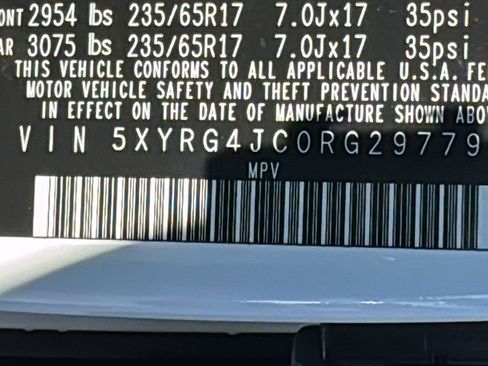 ONT 2954 lbs 235/65R17 7.0Jx17 35psi
AR 3075 lbs 235/65R17 7.0Jx17 35psi
THIS VEHICLE CONFORMS TO ALL APPLICABLE U.S.A. FE
MOTOR VEHICLE SAFETY AND THEFT PREVENTION STANDA
IN EFFECT ON THE DATE OF MANUFACTURE SHOWN ABO
VIN 5XYRG4JC0RG29779
MPV